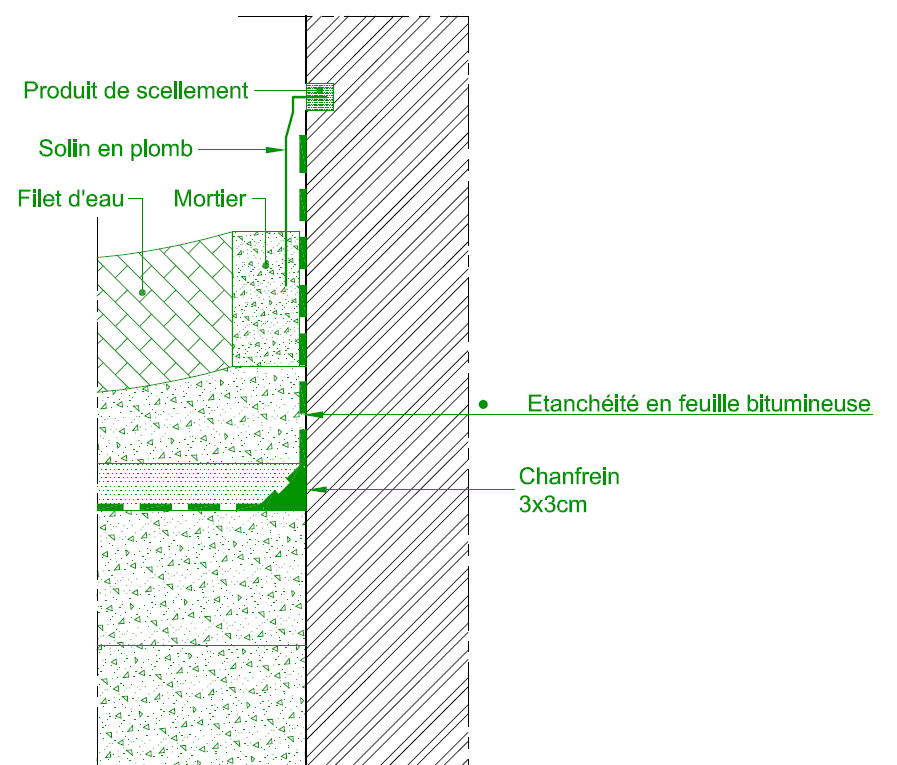 Produit de scellement
Solin en plomb
Filet d'eau
Mortier
• Etanchéité en feuille bitumineuse
Chanfrein
3x3cm